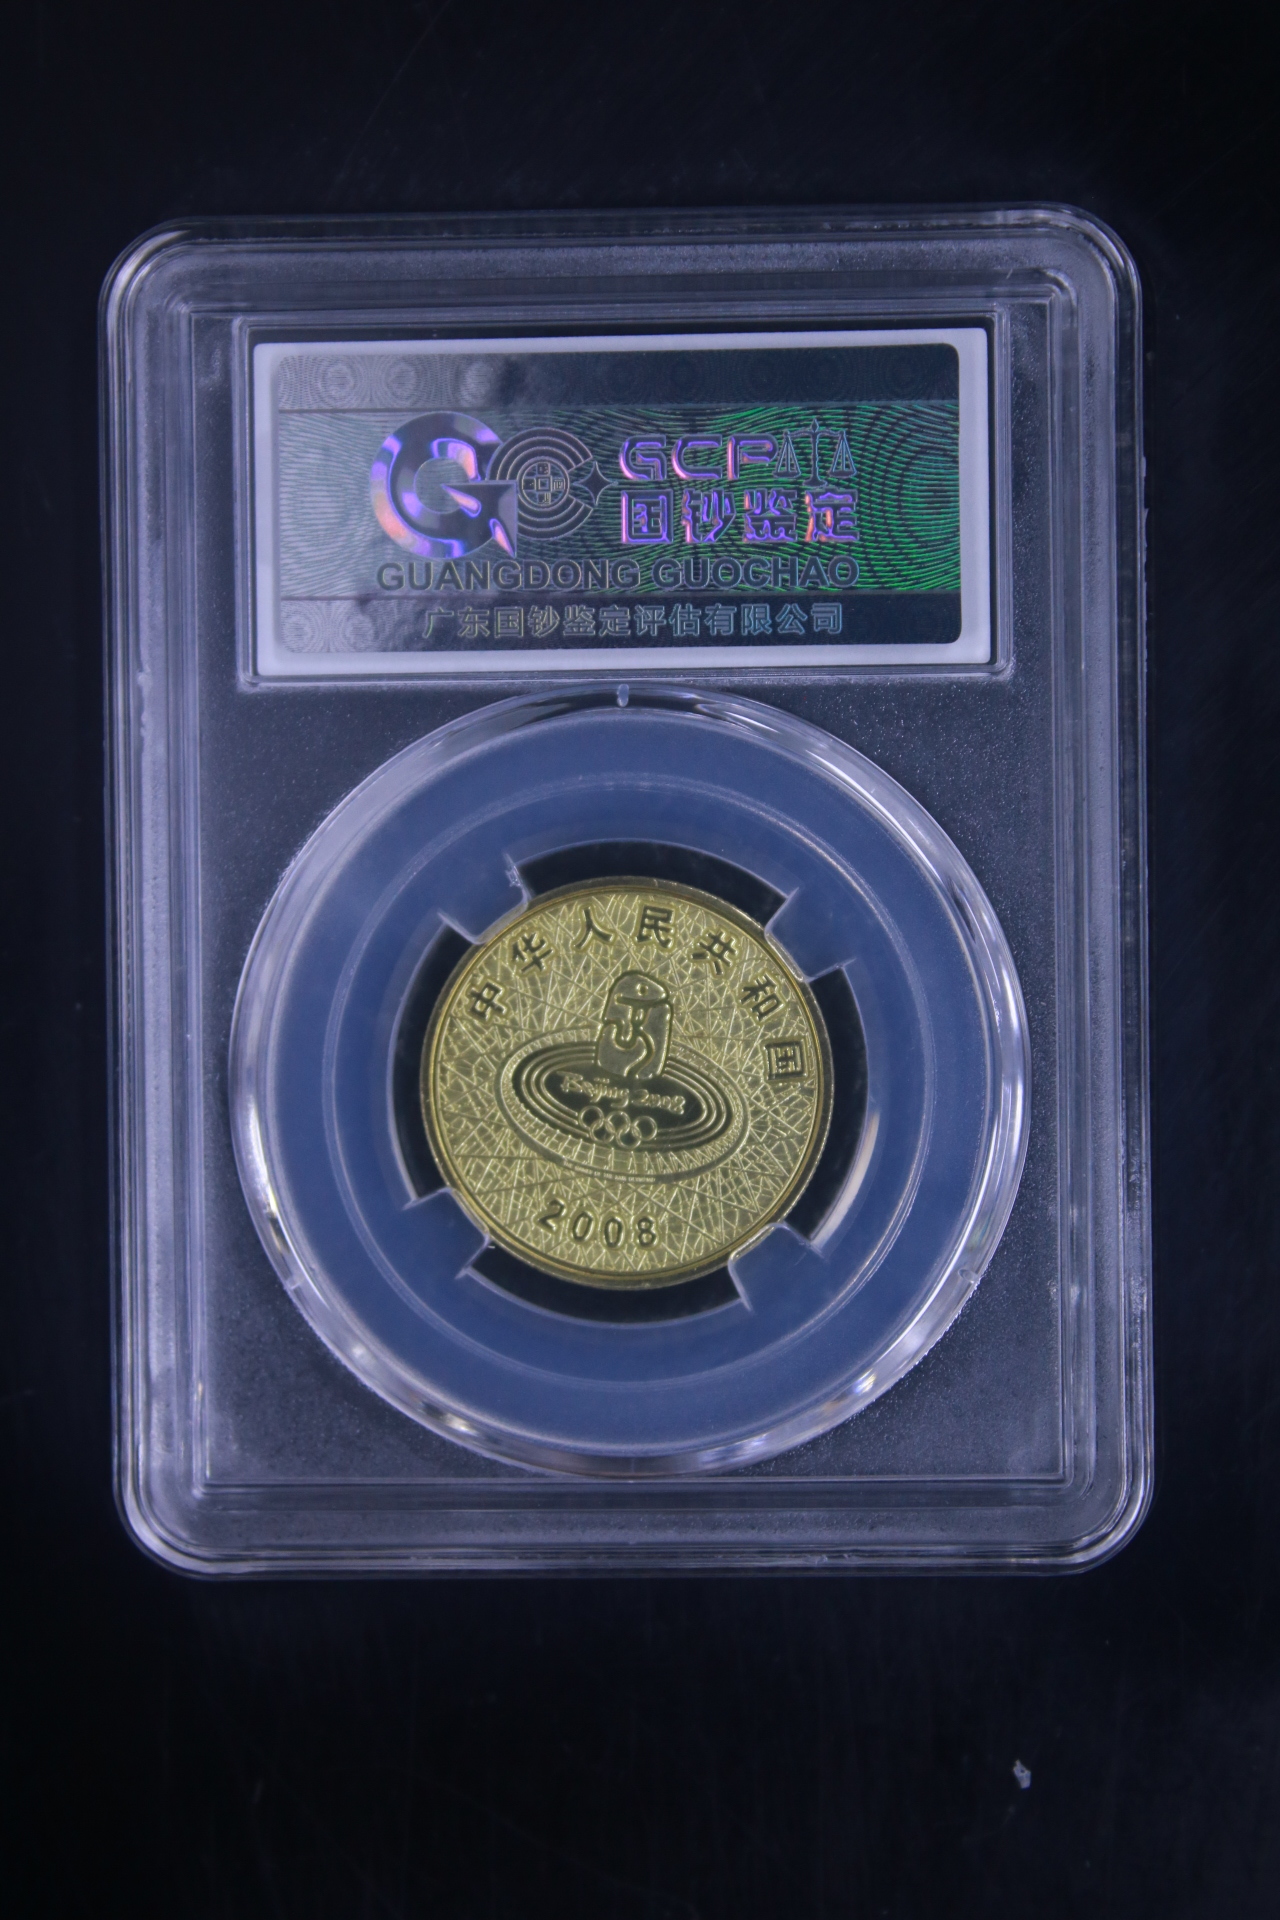 GCP
国钞鉴定
GUANGDONG GUOCHAO
广东国钞鉴定评估有限公司
中华人民共和国
Beijing 2008
2008